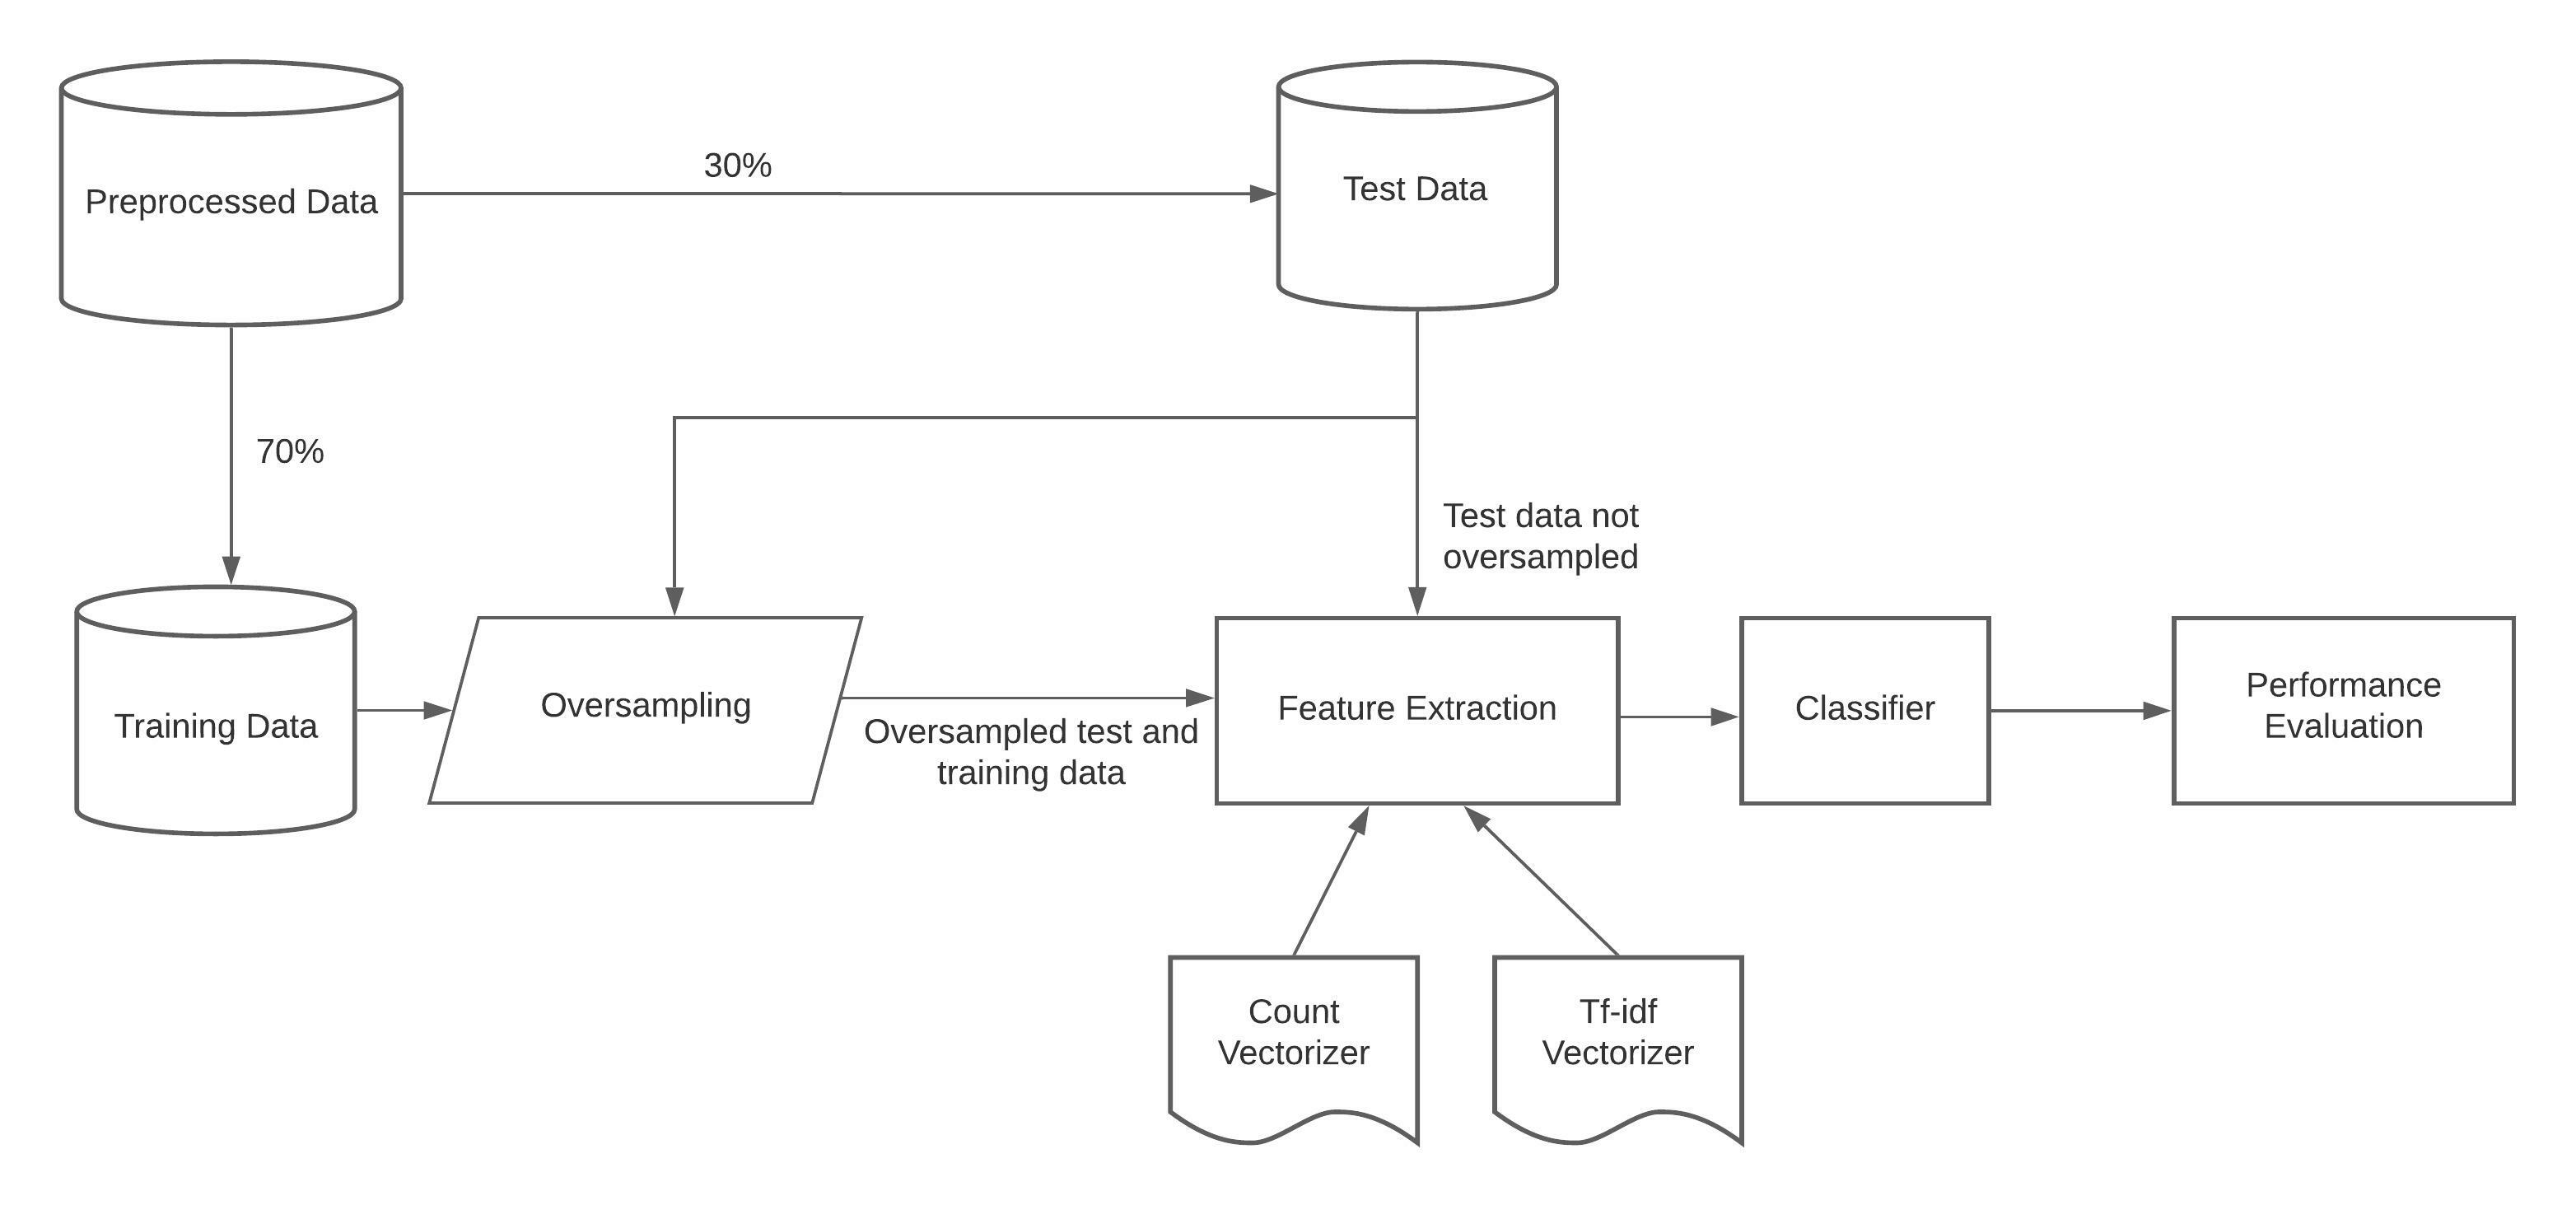 Preprocessed Data
30%
Test Data
70%
Test data not
oversampled
Training Data
Oversampling
Oversampled test and
training data
Feature Extraction
Classifier
Performance
Evaluation
Count
Vectorizer
Tf-idf
Vectorizer